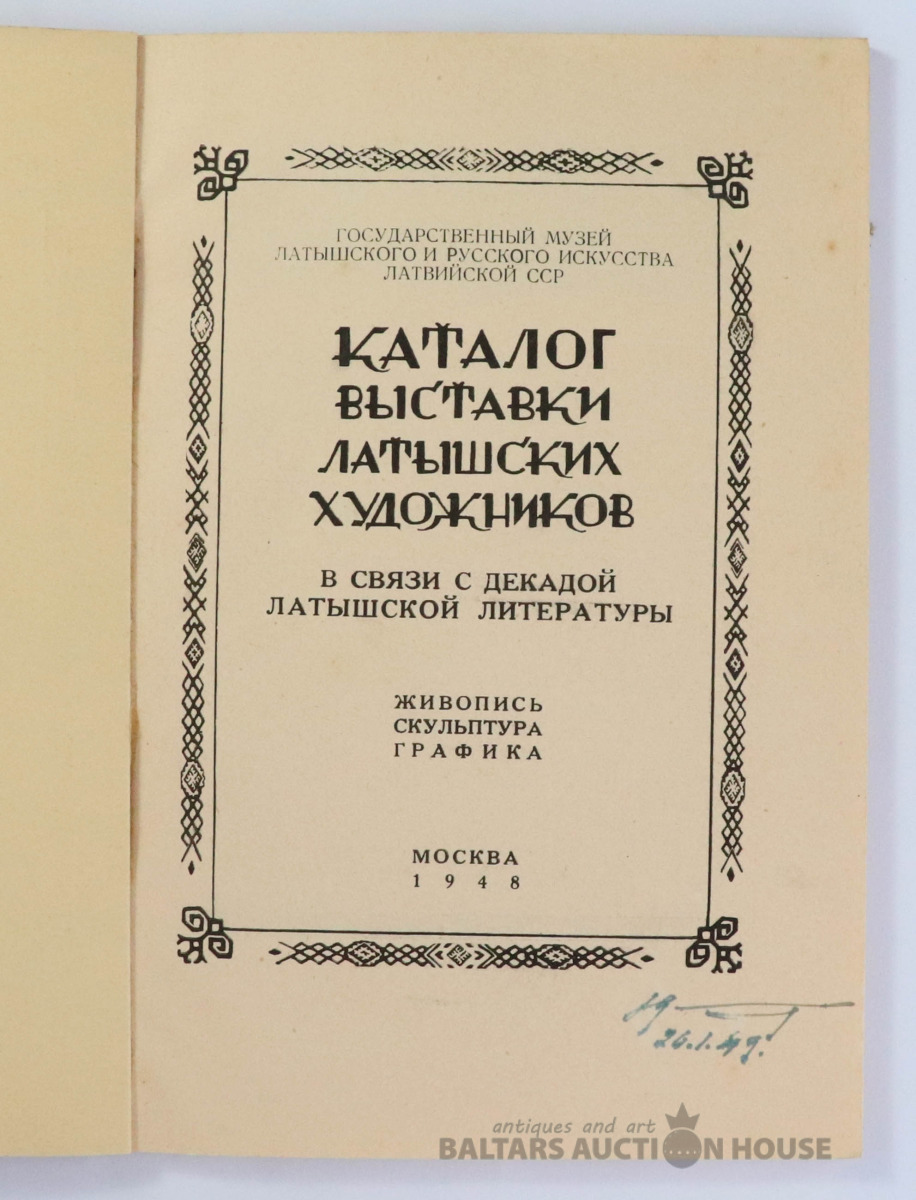 ГОСУДАРСТВЕННЫЙ МУЗЕЙ
ЛАТЫШСКОГО И РУССКОГО ИСКУССТВА
ЛАТВИЙСКОЙ ССР
КАТАЛОГ
ВЫСТАВКИ
ЛАТЫШСКИХ
ХУДОЖНИКОВ
В СВЯЗИ С ДЕКАДОЙ
ЛАТЫШСКОЙ ЛИТЕРАТУРЫ
ЖИВОПИСЬ
СКУЛЬПТУРА
ГРАФИКА
МОСКВА
1948
26.1.49.
antiques and art
BALTARS AUCTION HOUSE